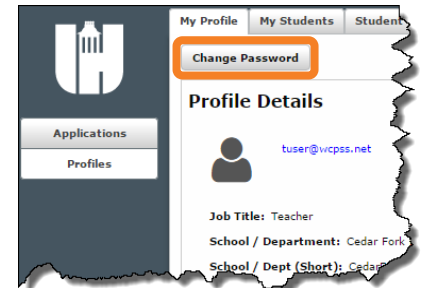 My Profile My Students Student
Change Password
Profile Details
tuser@wcpss.net
Applications
Profiles
Job Title: Teacher
School / Department: Cedar Fork
School / Dept (Short): Cedar